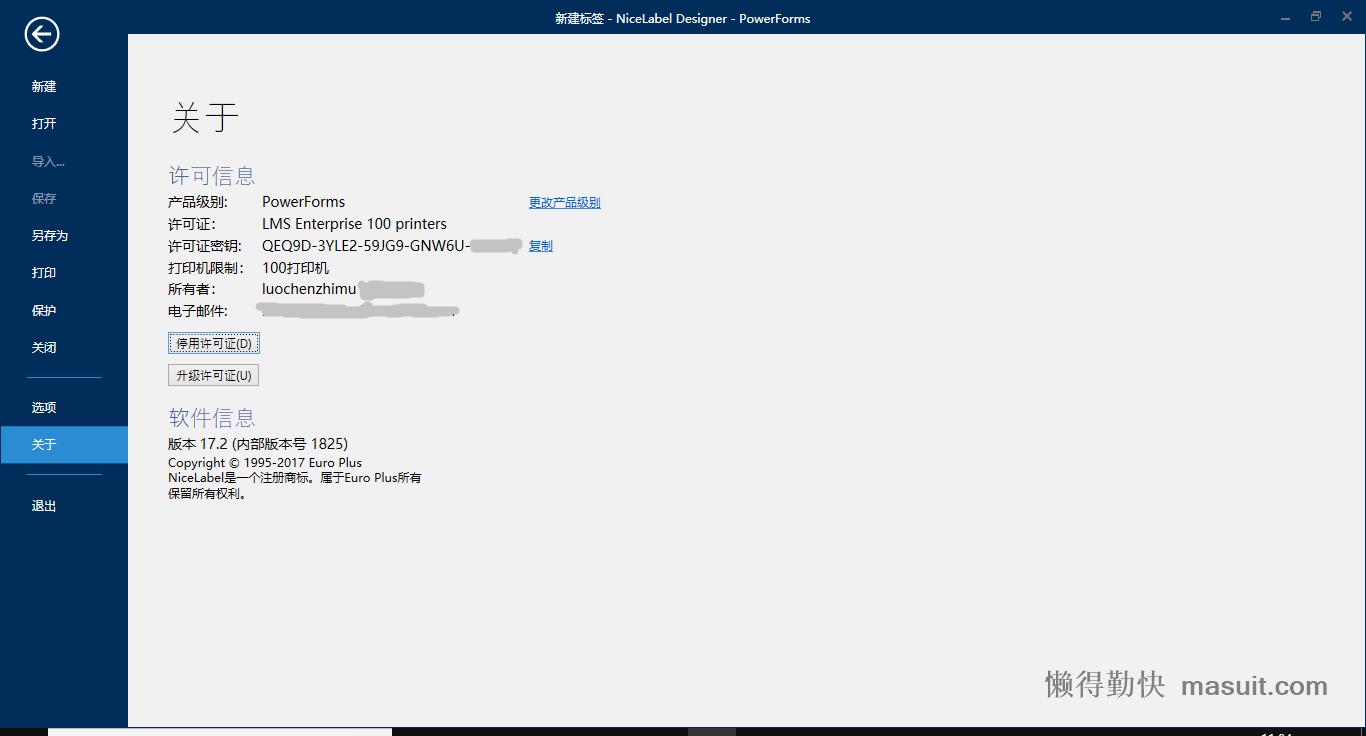 新建标签 - NiceLabel Designer - PowerForms
新建
打开
导入...
保存
另存为
打印
保护
关闭
选项
关于
退出
关于
许可信息
产品级别: PowerForms 更改产品级别
许可证: LMS Enterprise 100 printers
许可证密钥: QEQ9D-3YLE2-59JG9-GNW6U- 复制
打印机限制: 100打印机
所有者: luochenzhimu
电子邮件:
停用许可证(D)
升级许可证(U)
软件信息
版本 17.2 (内部版本号 1825)
Copyright © 1995-2017 Euro Plus
NiceLabel是一个注册商标。属于Euro Plus所有
保留所有权利。
懒得勤快 masuit.com